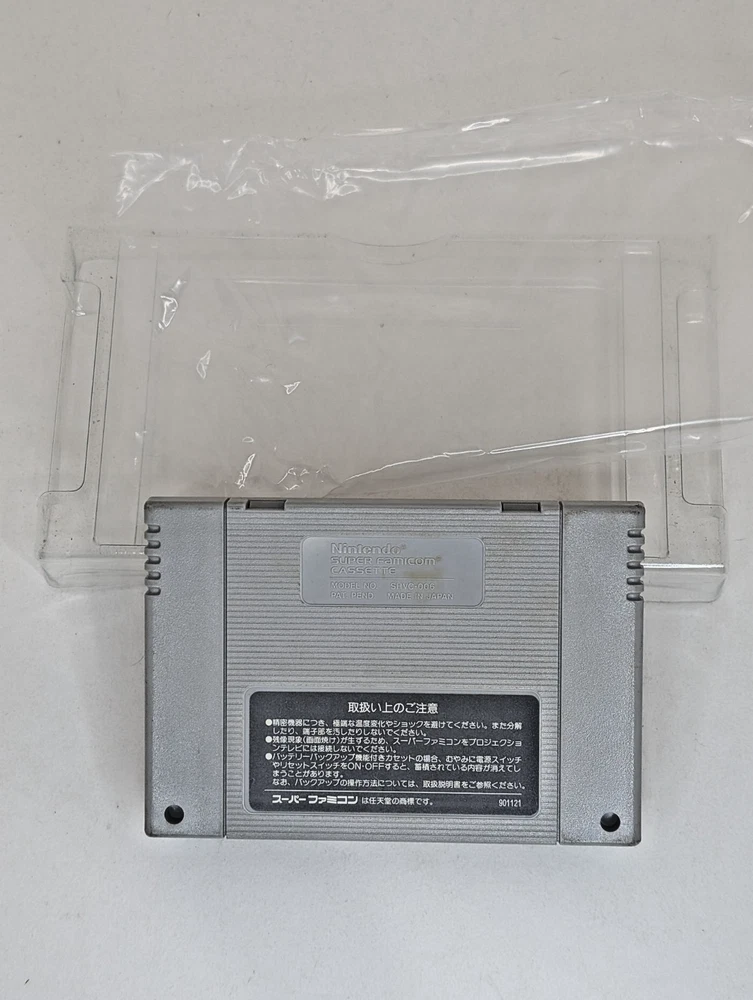 Nintendo®
SUPER FAMICOM®
CASSETTE
MODEL NO. SHVC-006
PAT. PEND. MADE IN JAPAN
取扱い上のご注意
●精密機器につき、極端な温度変化やショックを避けてください。また分解
したり、端子部を汚したりしないでください。
●残像現象(画面焼け)が生ずるため、スーパーファミコンをプロジェクショ
ンテレビには接続しないでください。
●バッテリーバックアップ機能付きカセットの場合、むやみに電源スイッチ
やリセットスイッチをON・OFFすると、蓄積されている内容が消えてし
まうことがあります。
なお、バックアップの操作方法については、取扱説明書をご参照ください。
スーパーファミコンは任天堂の商標です。 901121